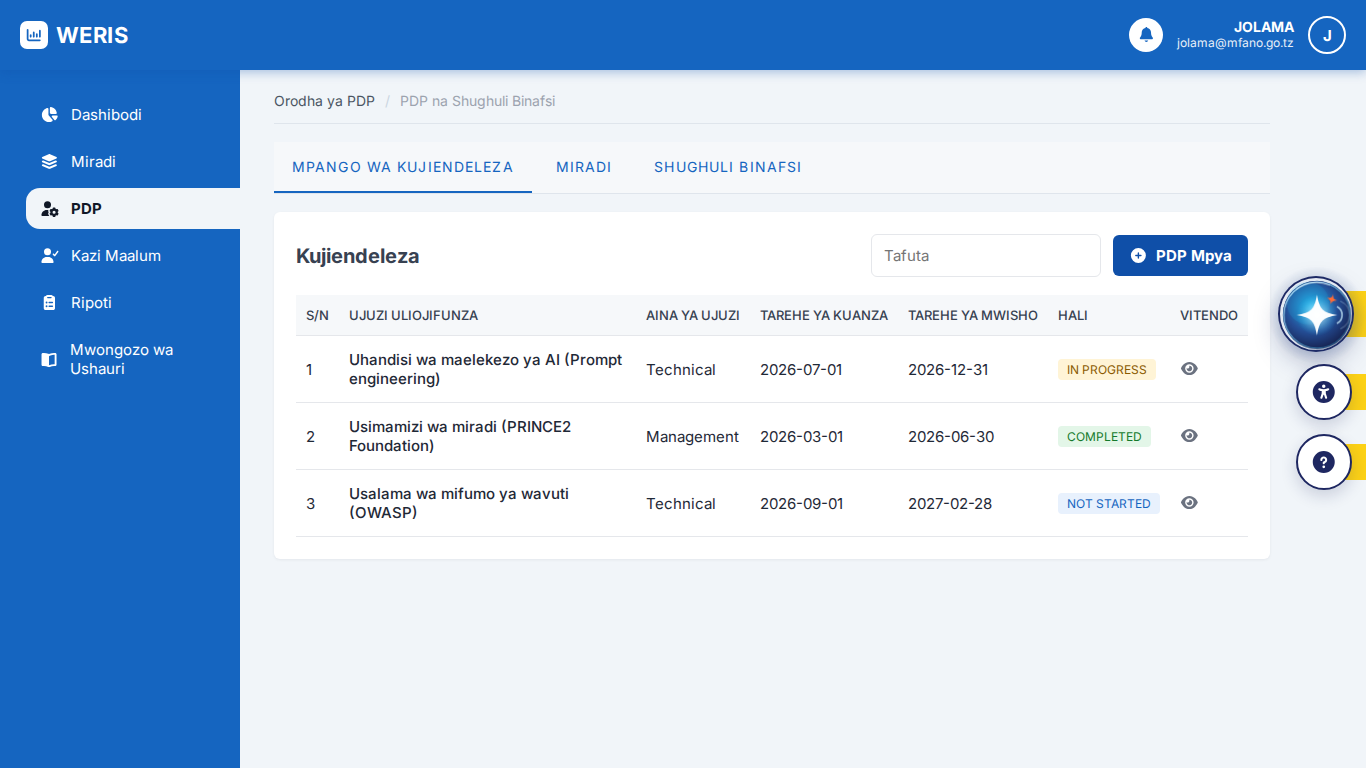 WERIS
JOLAMA
jolama@mfano.go.tz
J
Dashibodi
Miradi
PDP
Kazi Maalum
Ripoti
Mwongozo wa
Ushauri
Orodha ya PDP / PDP na Shughuli Binafsi
MPANGO WA KUJIENDELEZA MIRADI SHUGHULI BINAFSI
Kujiendeleza
Tafuta
PDP Mpya
S/N UJUZI ULIOJIFUNZA AINA YA UJUZI TAREHE YA KUANZA TAREHE YA MWISHO HALI VITENDO
1 Uhandisi wa maelekezo ya AI (Prompt
engineering) Technical 2026-07-01 2026-12-31 IN PROGRESS
2 Usimamizi wa miradi (PRINCE2
Foundation) Management 2026-03-01 2026-06-30 COMPLETED
3 Usalama wa mifumo ya wavuti
(OWASP) Technical 2026-09-01 2027-02-28 NOT STARTED